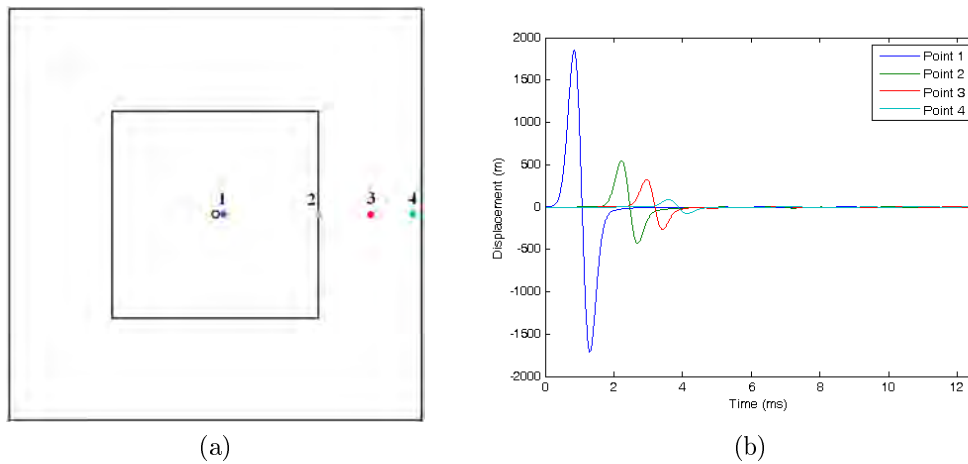 1
2
3
4
(a)
2000
1500
1000
500
0
-500
-1000
-1500
-2000
Displacement (m)
0
2
4
6
8
10
12
Time (ms)
Point 1
Point 2
Point 3
Point 4
(b)